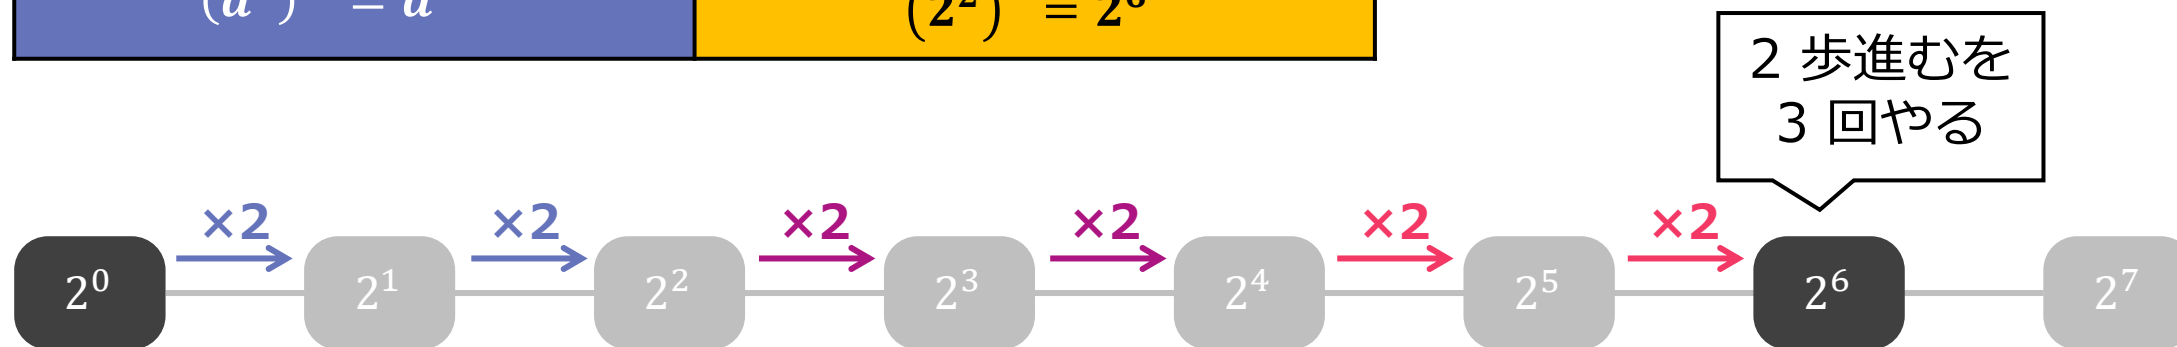 2 歩進むを
3 回やる
×2 ×2 ×2 ×2 ×2 ×2
2⁰ 2¹ 2² 2³ 2⁴ 2⁵ 2⁶ 2⁷